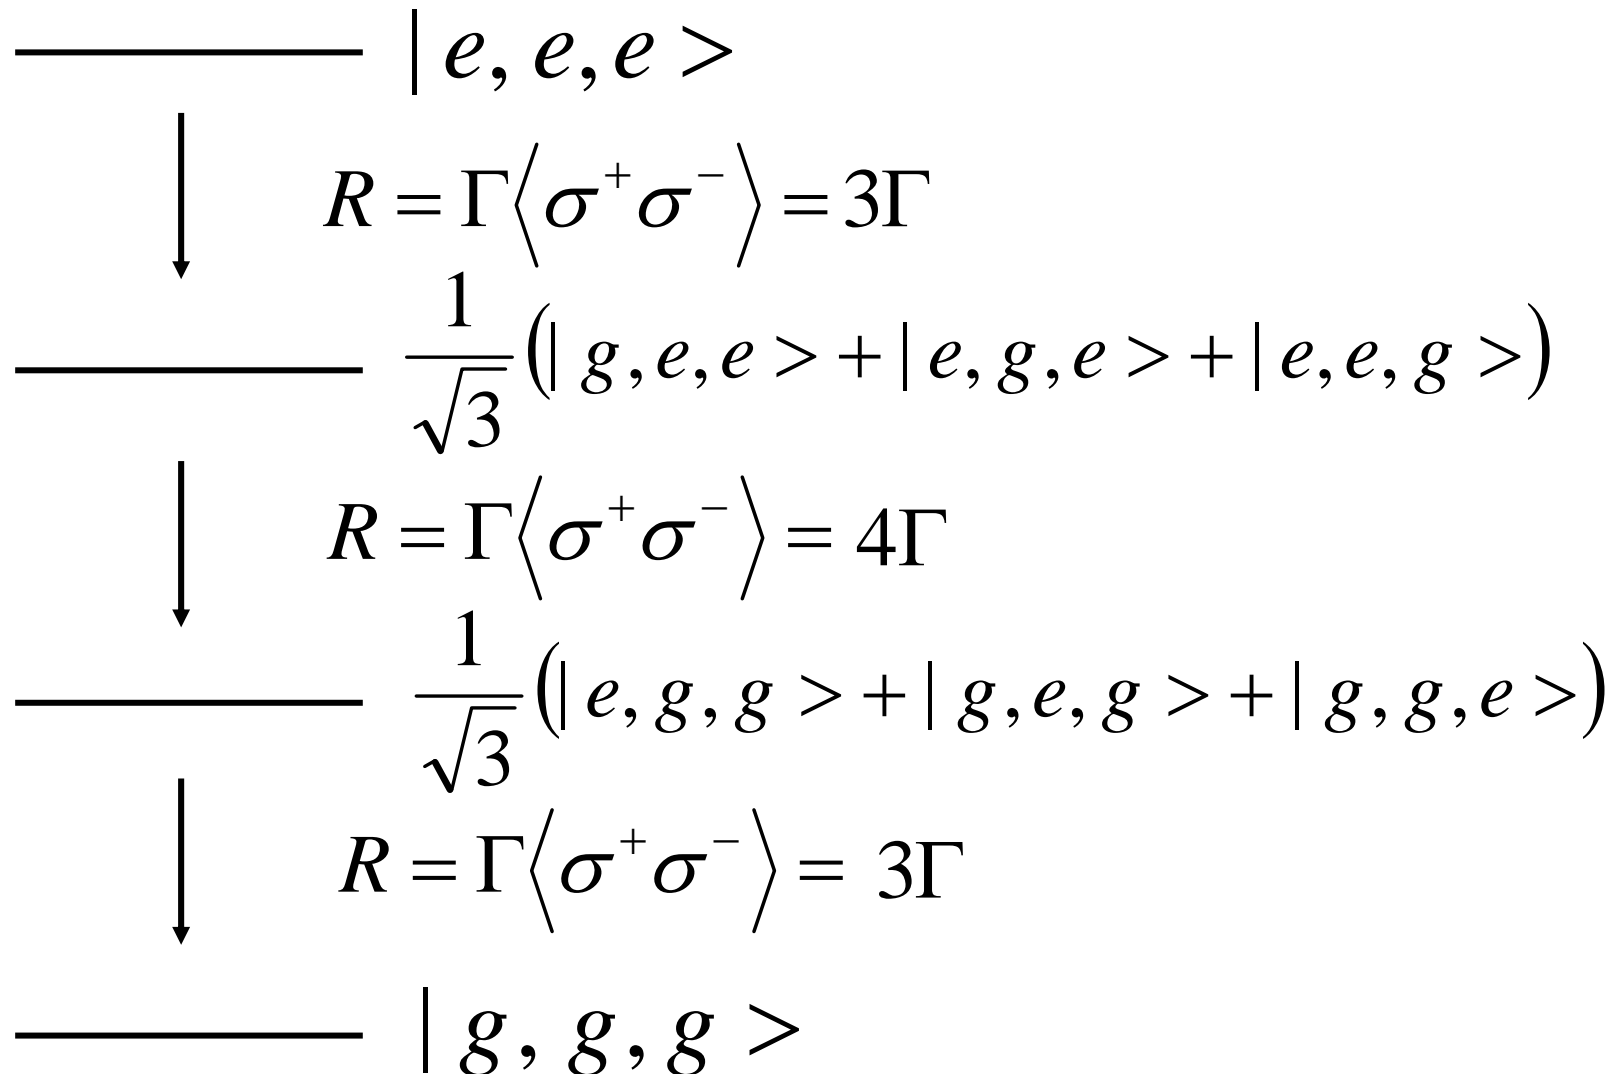 | e, e, e >
R = Γ⟨σ⁺σ⁻⟩ = 3Γ
1/√3 (| g, e, e > + | e, g, e > + | e, e, g >)
R = Γ⟨σ⁺σ⁻⟩ = 4Γ
1/√3 (| e, g, g > + | g, e, g > + | g, g, e >)
R = Γ⟨σ⁺σ⁻⟩ = 3Γ
| g, g, g >